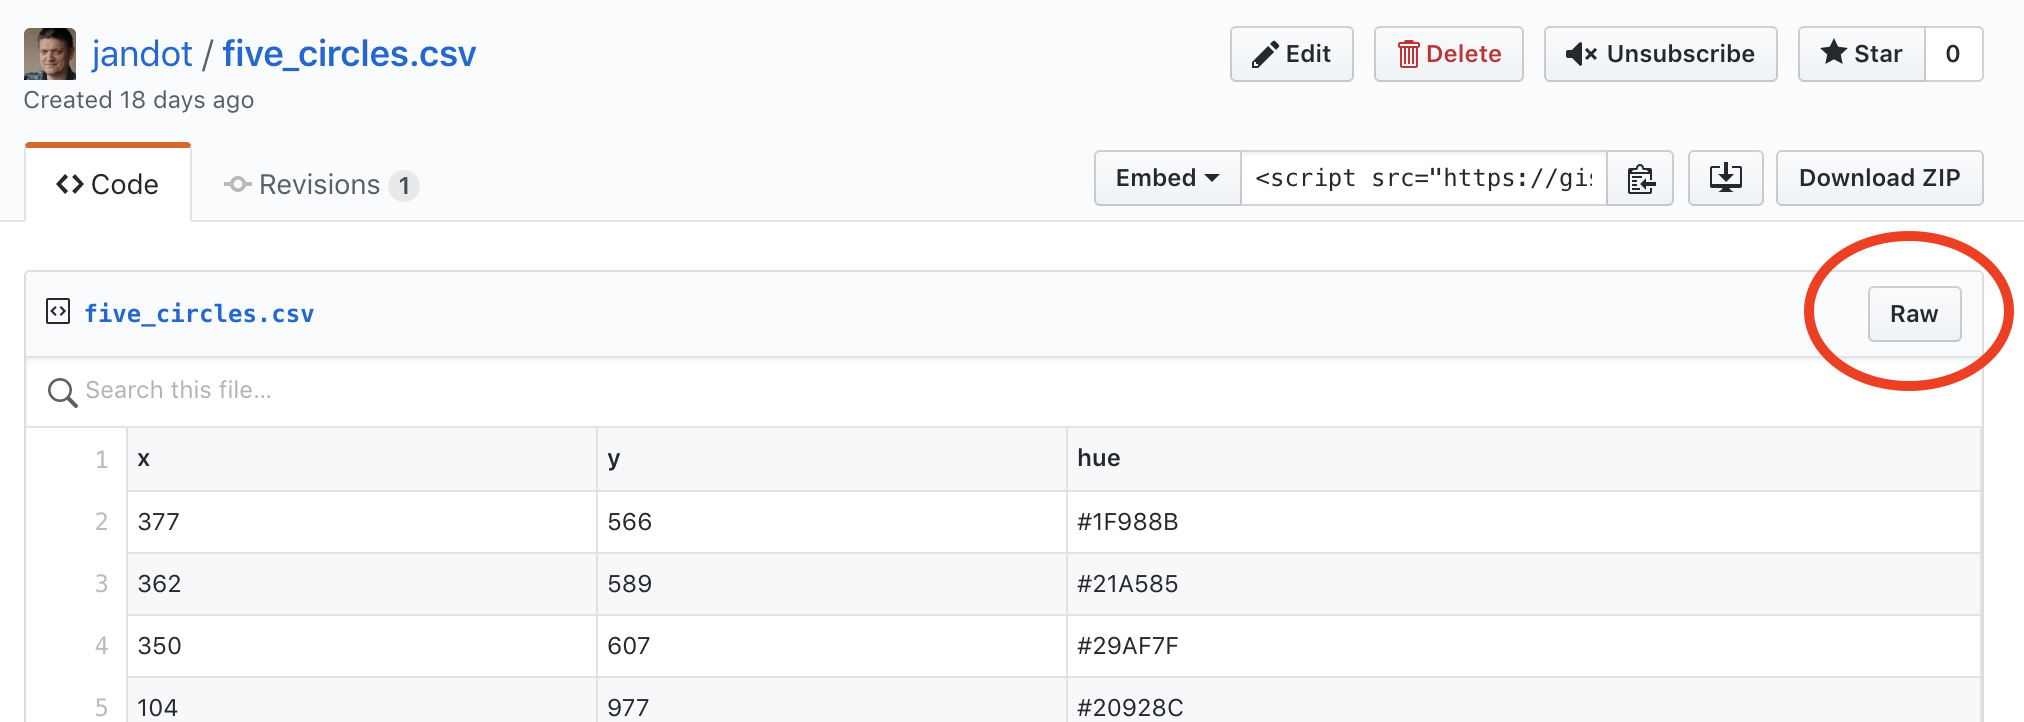 jandot / five_circles.csv
Edit
Delete
Unsubscribe
Star
0
Created 18 days ago
Code
Revisions 1
Embed
<script src="https://gis
Download ZIP
five_circles.csv
Raw
Search this file...
1 x y hue
2 377 566 #1F988B
3 362 589 #21A585
4 350 607 #29AF7F
5 104 977 #20928C